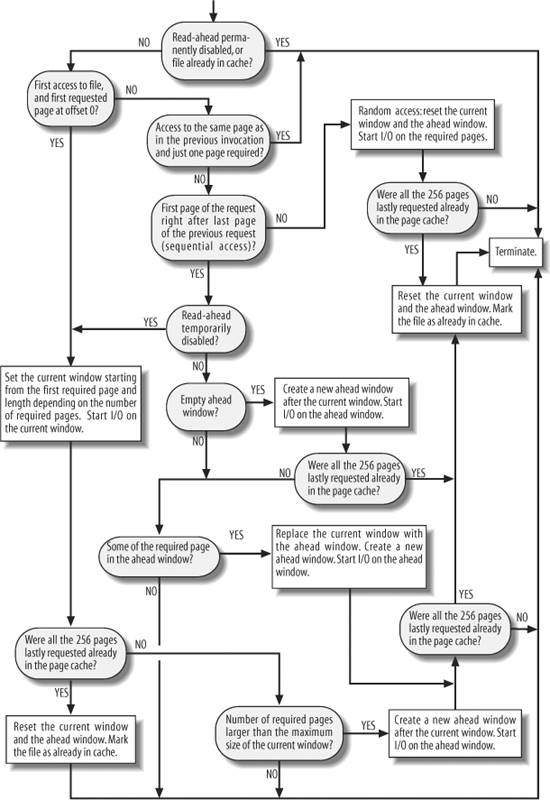 Read-ahead perma-
nently disabled, or
file already in cache?
NO
YES
First access to file,
and first requested
page at offset 0?
NO
YES
Access to the same page as
in the previous invocation
and just one page required?
YES
NO
Random access: reset the current
window and the ahead window.
Start I/O on the required pages.
First page of the request
right after last page
of the previous request
(sequential access)?
NO
YES
Were all the 256 pages
lastly requested already
in the page cache?
NO
YES
Terminate.
Reset the current window
and the ahead window. Mark
the file as already in cache.
Read-ahead
temporarily
disabled?
YES
NO
Set the current window starting
from the first required page and
length depending on the number
of required pages. Start I/O on
the current window.
Empty ahead
window?
YES
NO
Create a new ahead window
after the current window. Start
I/O on the ahead window.
Were all the 256 pages
lastly requested already
in the page cache?
NO
YES
Some of the required page
in the ahead window?
YES
NO
Replace the current window with
the ahead window. Create a new
ahead window. Start I/O on the ahead
window.
YES
Were all the 256 pages
lastly requested already
in the page cache?
NO
Were all the 256 pages
lastly requested already
in the page cache?
NO
YES
Reset the current window
and the ahead window. Mark
the file as already in cache.
Number of required pages
larger than the maximum
size of the current window?
YES
NO
Create a new ahead window
after the current window. Start
I/O on the ahead window.